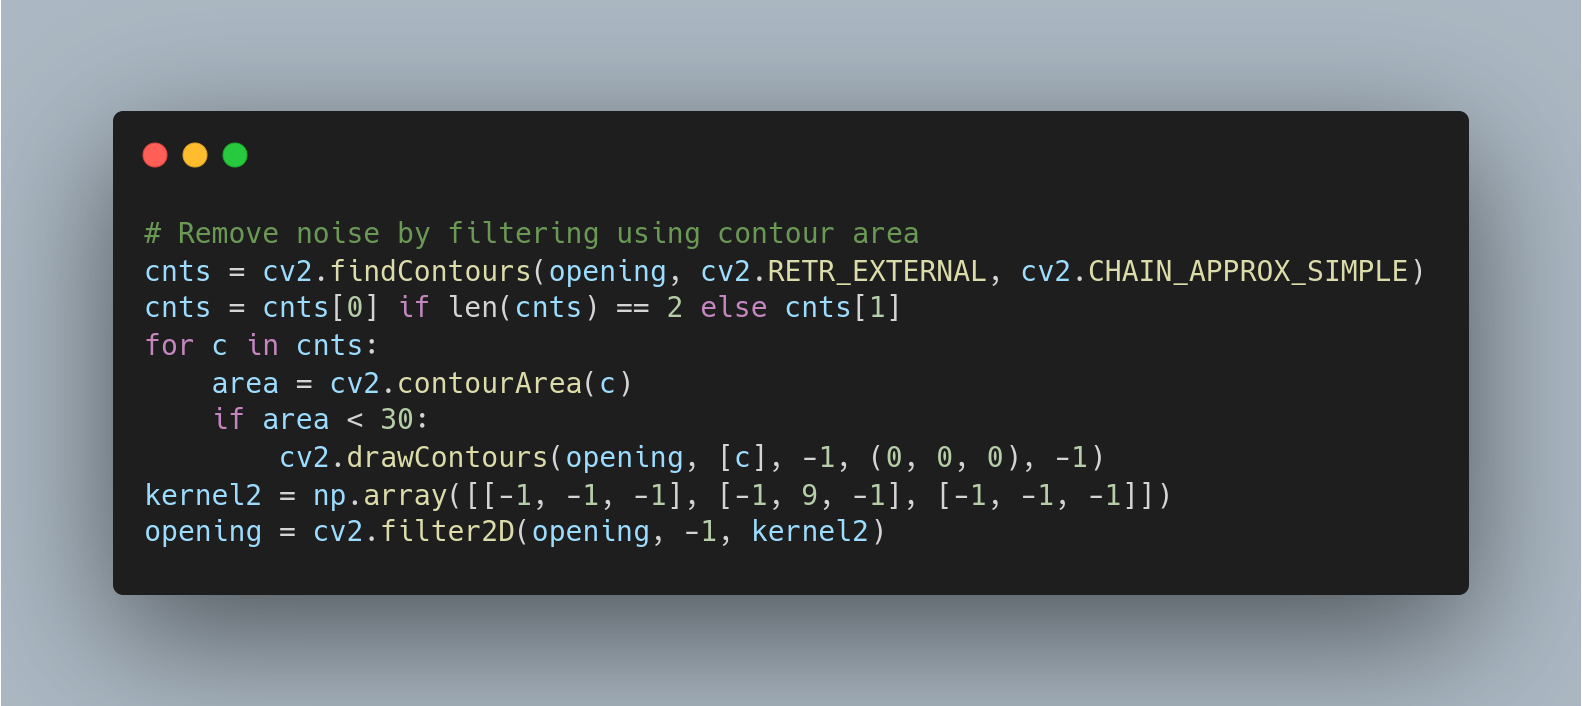 # Remove noise by filtering using contour area
cnts = cv2.findContours(opening, cv2.RETR_EXTERNAL, cv2.CHAIN_APPROX_SIMPLE)
cnts = cnts[0] if len(cnts) == 2 else cnts[1]
for c in cnts:
    area = cv2.contourArea(c)
    if area < 30:
        cv2.drawContours(opening, [c], -1, (0, 0, 0), -1)
kernel2 = np.array([[-1, -1, -1], [-1, 9, -1], [-1, -1, -1]])
opening = cv2.filter2D(opening, -1, kernel2)